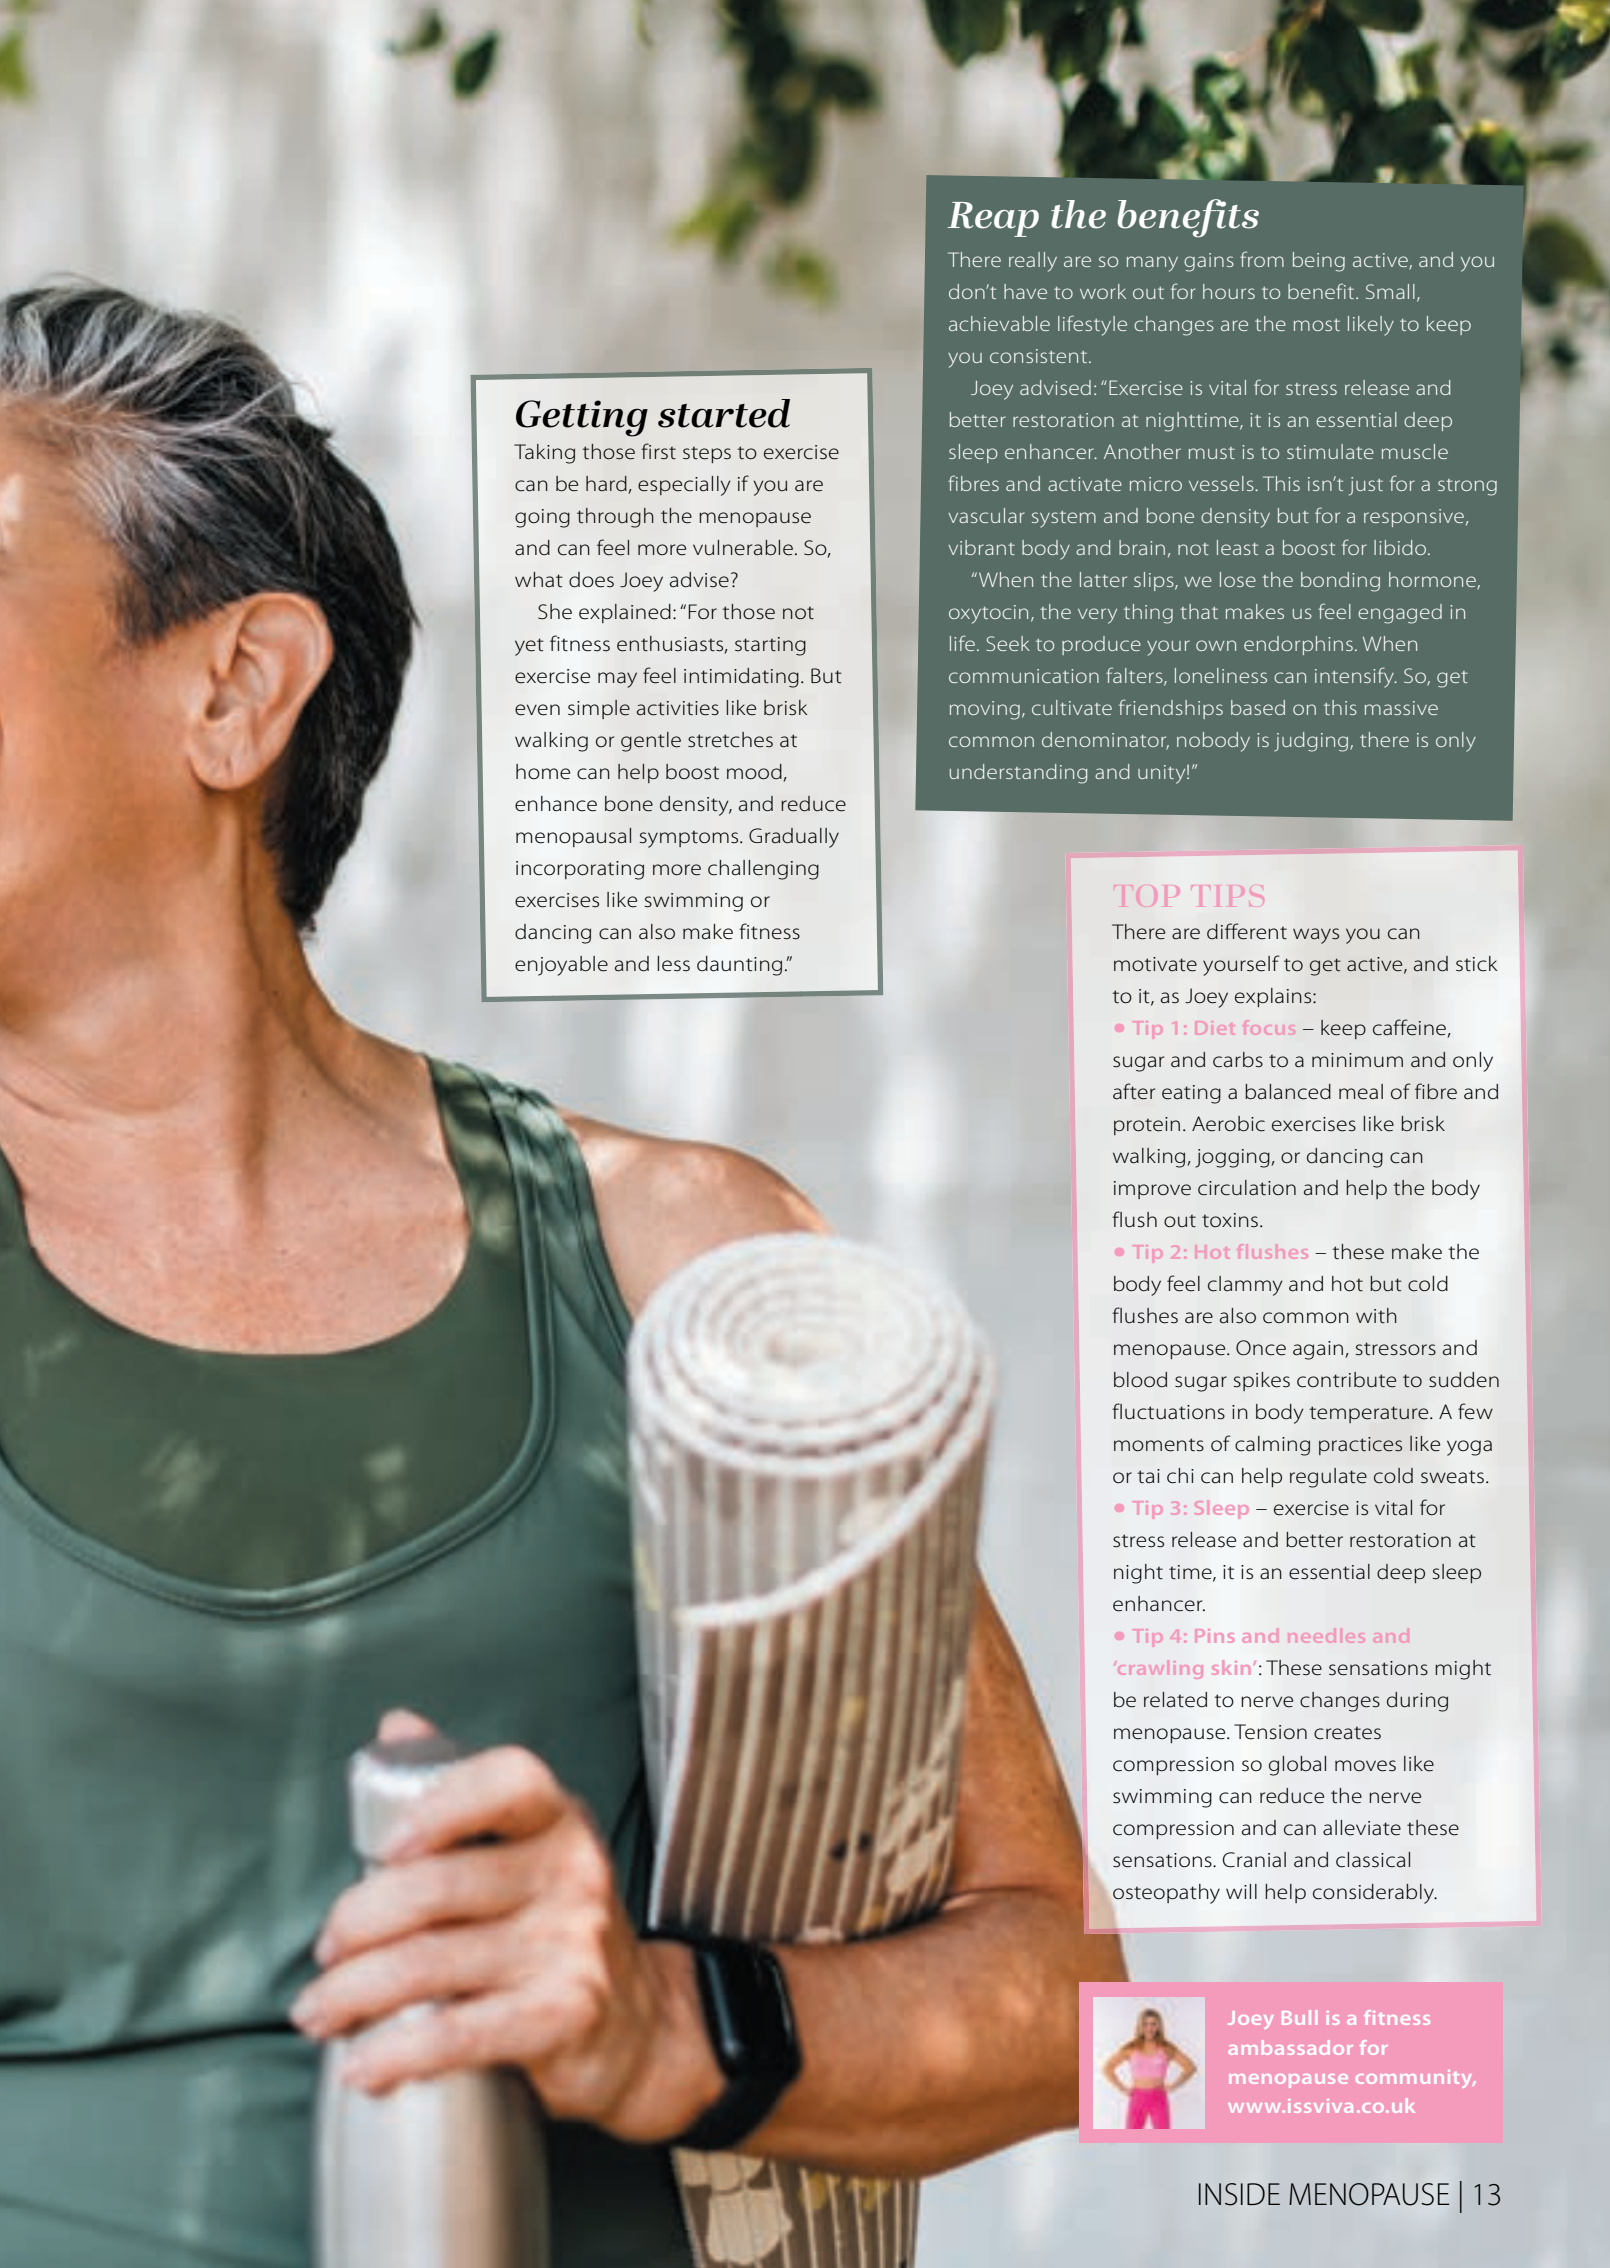 Getting started
Taking those first steps to exercise
can be hard, especially if you are
going through the menopause
and can feel more vulnerable. So,
what does Joey advise?
She explained: “For those not
yet fitness enthusiasts, starting
exercise may feel intimidating. But
even simple activities like brisk
walking or gentle stretches at
home can help boost mood,
enhance bone density, and reduce
menopausal symptoms. Gradually
incorporating more challenging
exercises like swimming or
dancing can also make fitness
enjoyable and less daunting.”
Reap the benefits
There really are so many gains from being active, and you
don’t have to work out for hours to benefit. Small,
achievable lifestyle changes are the most likely to keep
you consistent.
Joey advised: “Exercise is vital for stress release and
better restoration at nighttime, it is an essential deep
sleep enhancer. Another must is to stimulate muscle
fibres and activate micro vessels. This isn’t just for a strong
vascular system and bone density but for a responsive,
vibrant body and brain, not least a boost for libido.
“When the latter slips, we lose the bonding hormone,
oxytocin, the very thing that makes us feel engaged in
life. Seek to produce your own endorphins. When
communication falters, loneliness can intensify. So, get
moving, cultivate friendships based on this massive
common denominator, nobody is judging, there is only
understanding and unity!”
TOP TIPS
There are different ways you can
motivate yourself to get active, and stick
to it, as Joey explains:
• Tip 1: Diet focus – keep caffeine,
sugar and carbs to a minimum and only
after eating a balanced meal of fibre and
protein. Aerobic exercises like brisk
walking, jogging, or dancing can
improve circulation and help the body
flush out toxins.
• Tip 2: Hot flushes – these make the
body feel clammy and hot but cold
flushes are also common with
menopause. Once again, stressors and
blood sugar spikes contribute to sudden
fluctuations in body temperature. A few
moments of calming practices like yoga
or tai chi can help regulate cold sweats.
• Tip 3: Sleep – exercise is vital for
stress release and better restoration at
night time, it is an essential deep sleep
enhancer.
• Tip 4: Pins and needles and
‘crawling skin’: These sensations might
be related to nerve changes during
menopause. Tension creates
compression so global moves like
swimming can reduce the nerve
compression and can alleviate these
sensations. Cranial and classical
osteopathy will help considerably.
Joey Bull is a fitness
ambassador for
menopause community,
www.issviva.co.uk
INSIDE MENOPAUSE | 13